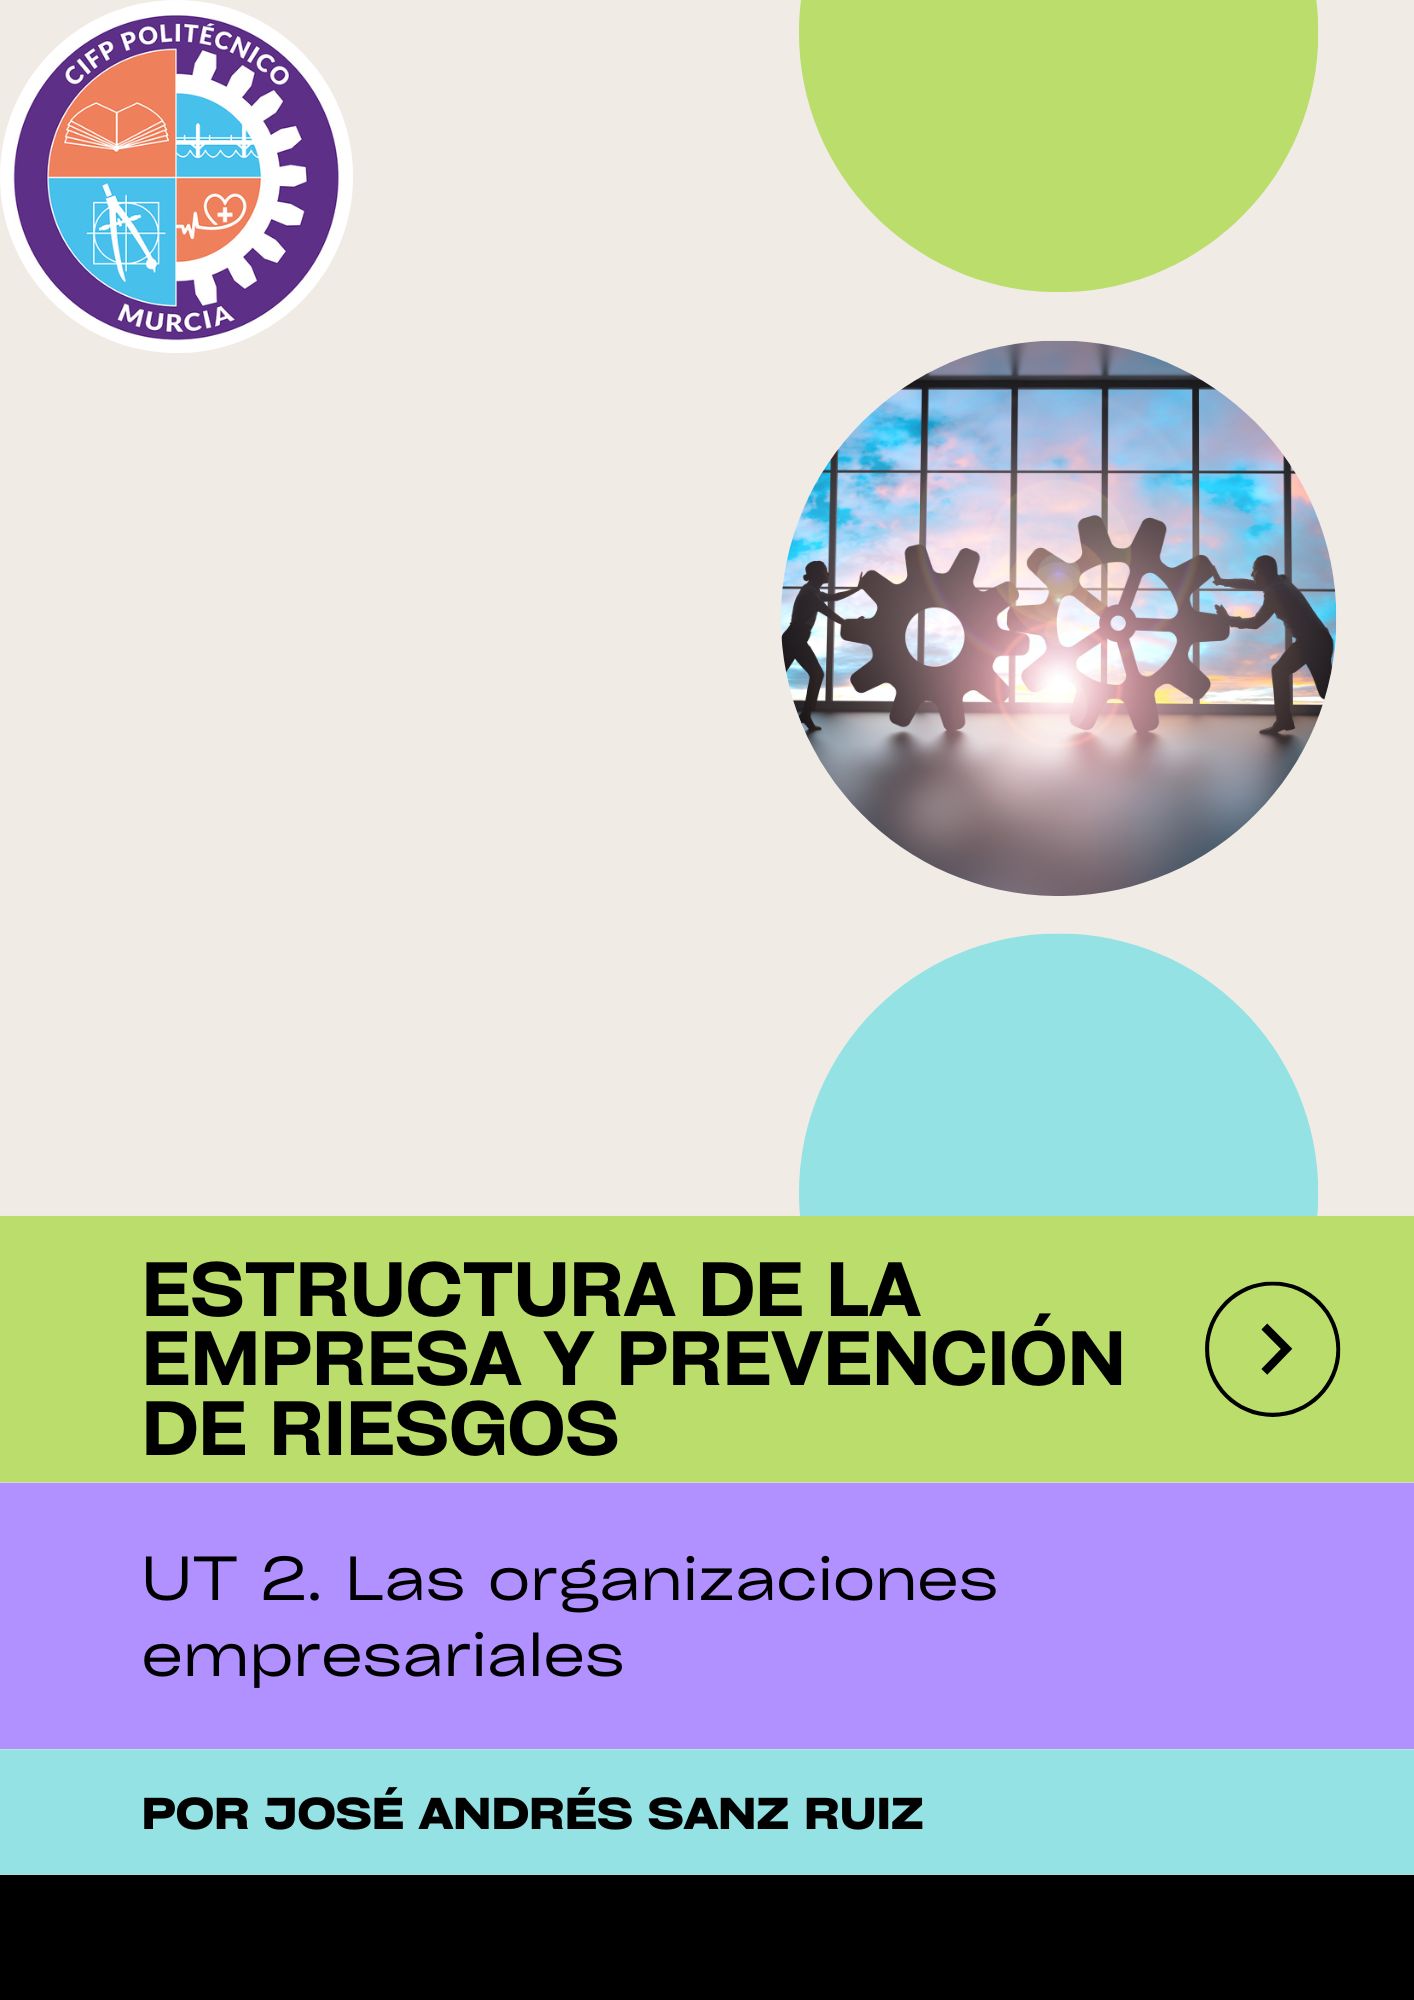 CIFP POLITÉCNICO
MURCIA
ESTRUCTURA DE LA
EMPRESA Y PREVENCIÓN
DE RIESGOS
UT 2. Las organizaciones
empresariales
POR JOSÉ ANDRÉS SANZ RUIZ